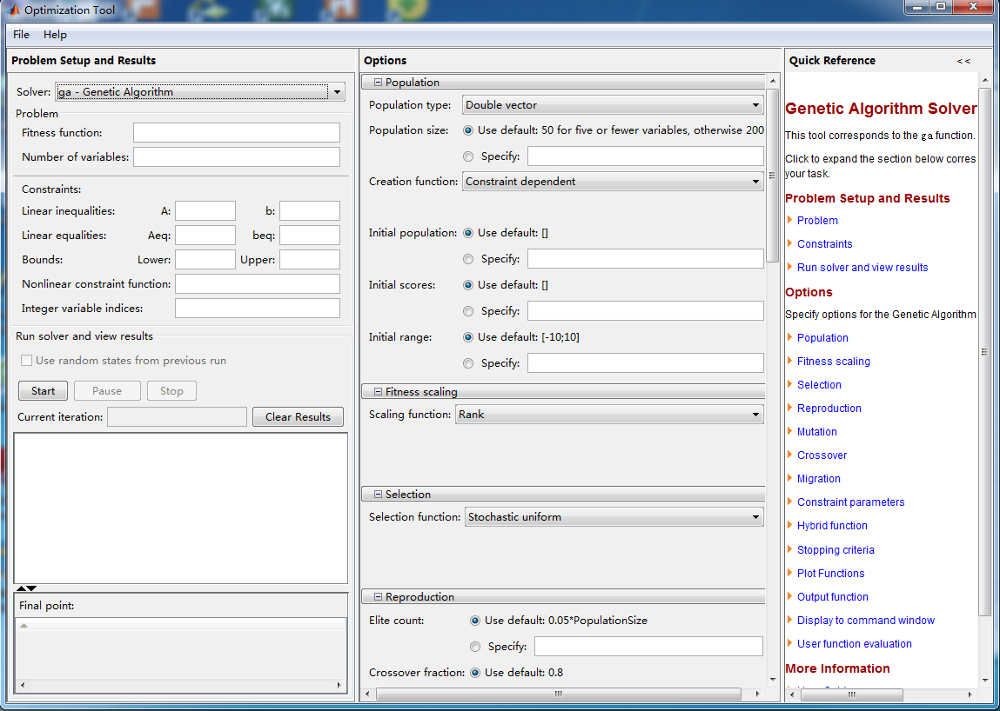 Optimization Tool
File Help
Problem Setup and Results
Solver: ga - Genetic Algorithm
Problem
Fitness function:
Number of variables:
Constraints:
Linear inequalities: A: b:
Linear equalities: Aeq: beq:
Bounds: Lower: Upper:
Nonlinear constraint function:
Integer variable indices:
Run solver and view results
Use random states from previous run
Start Pause Stop
Current iteration: Clear Results
Final point:
Options
Population
Population type: Double vector
Population size: Use default: 50 for five or fewer variables, otherwise 200
Specify:
Creation function: Constraint dependent
Initial population: Use default: []
Specify:
Initial scores: Use default: []
Specify:
Initial range: Use default: [-10;10]
Specify:
Fitness scaling
Scaling function: Rank
Selection
Selection function: Stochastic uniform
Reproduction
Elite count: Use default: 0.05*PopulationSize
Specify:
Crossover fraction: Use default: 0.8
Quick Reference <<
Genetic Algorithm Solver
This tool corresponds to the ga function.
Click to expand the section below corres
your task.
Problem Setup and Results
Problem
Constraints
Run solver and view results
Options
Specify options for the Genetic Algorithm
Population
Fitness scaling
Selection
Reproduction
Mutation
Crossover
Migration
Constraint parameters
Hybrid function
Stopping criteria
Plot Functions
Output function
Display to command window
User function evaluation
More Information